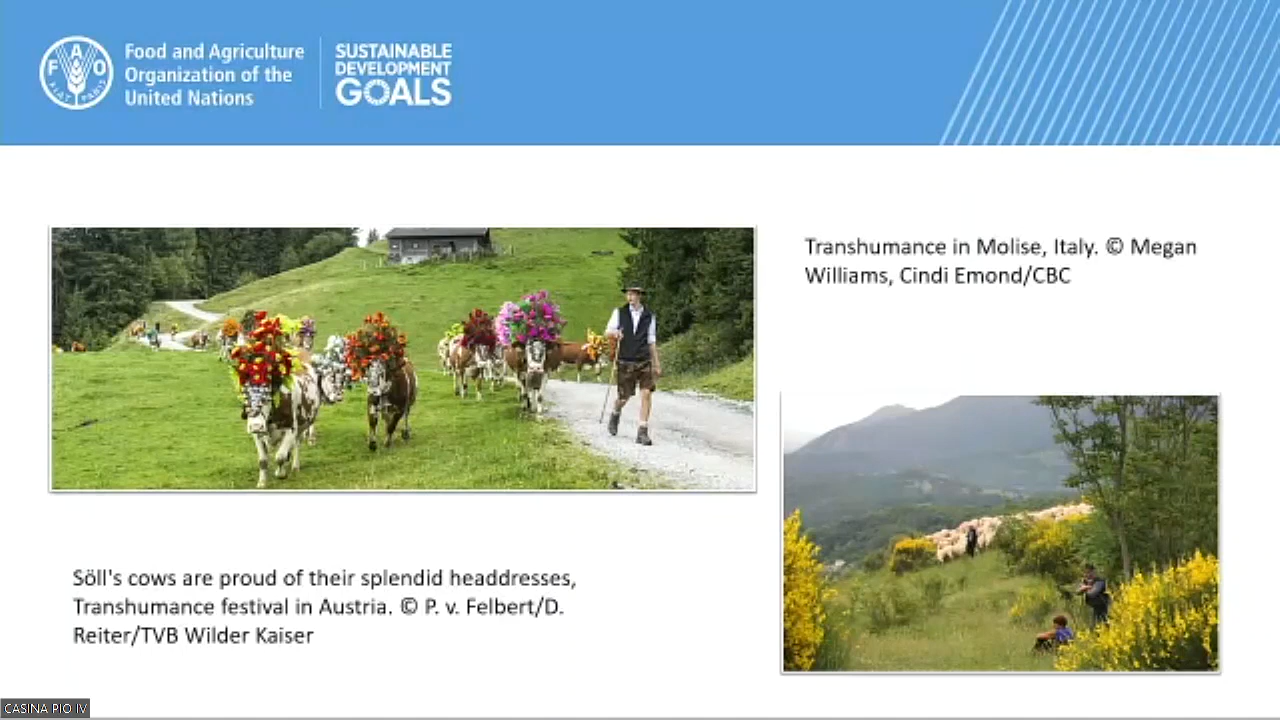 Food and Agriculture
Organization of the
United Nations
SUSTAINABLE
DEVELOPMENT
GOALS
F A O
FIAT PANIS
Transhumance in Molise, Italy. © Megan
Williams, Cindi Emond/CBC
Söll's cows are proud of their splendid headdresses,
Transhumance festival in Austria. © P. v. Felbert/D.
Reiter/TVB Wilder Kaiser
CASINA PIO IV